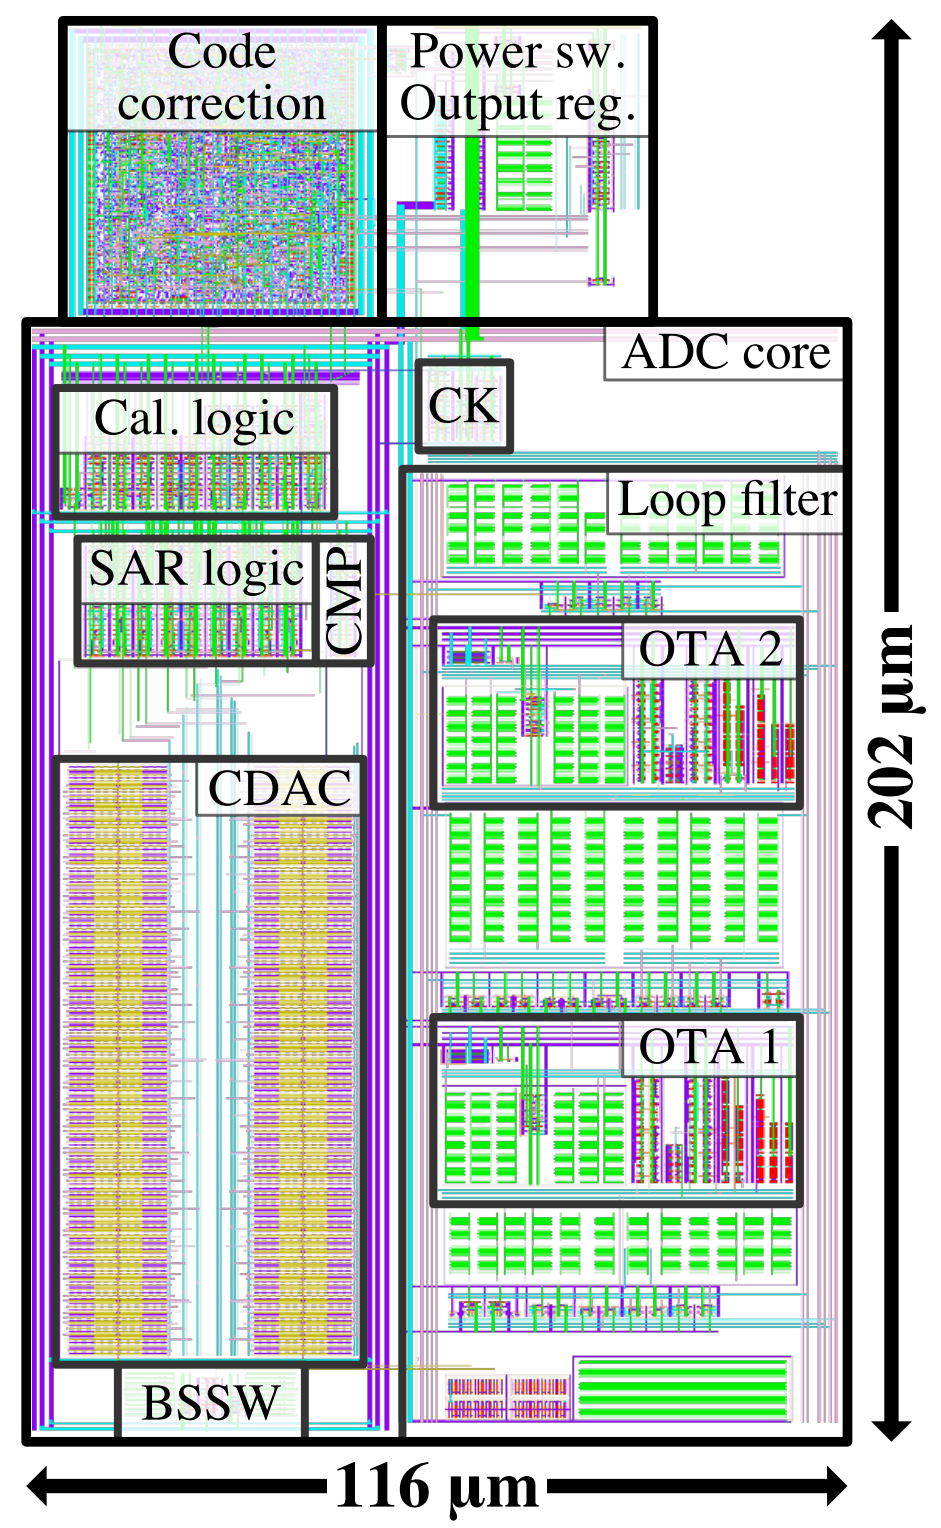 Code
correction
Power sw.
Output reg.
ADC core
CK
Cal. logic
Loop filter
SAR logic
CMP
OTA 2
202 µm
CDAC
OTA 1
BSSW
116 µm